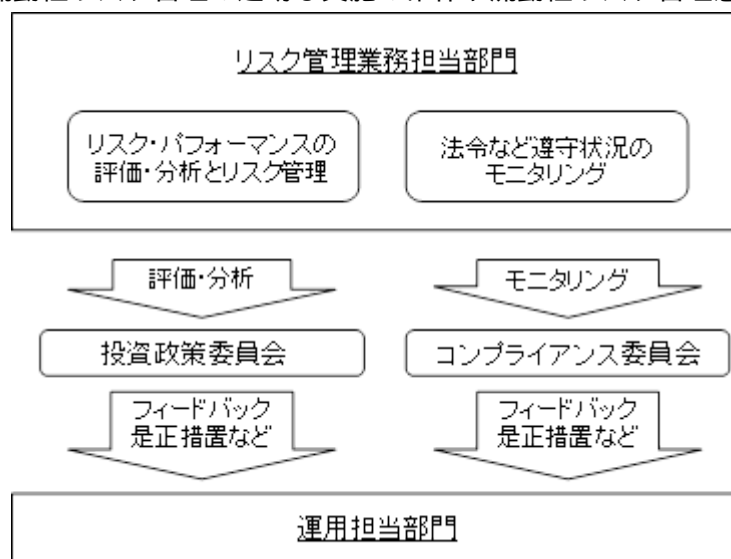 リスク管理業務担当部門
リスク・パフォーマンスの
評価・分析とリスク管理
法令など遵守状況の
モニタリング
評価・分析
モニタリング
投資政策委員会
コンプライアンス委員会
フィードバック
是正措置など
フィードバック
是正措置など
運用担当部門